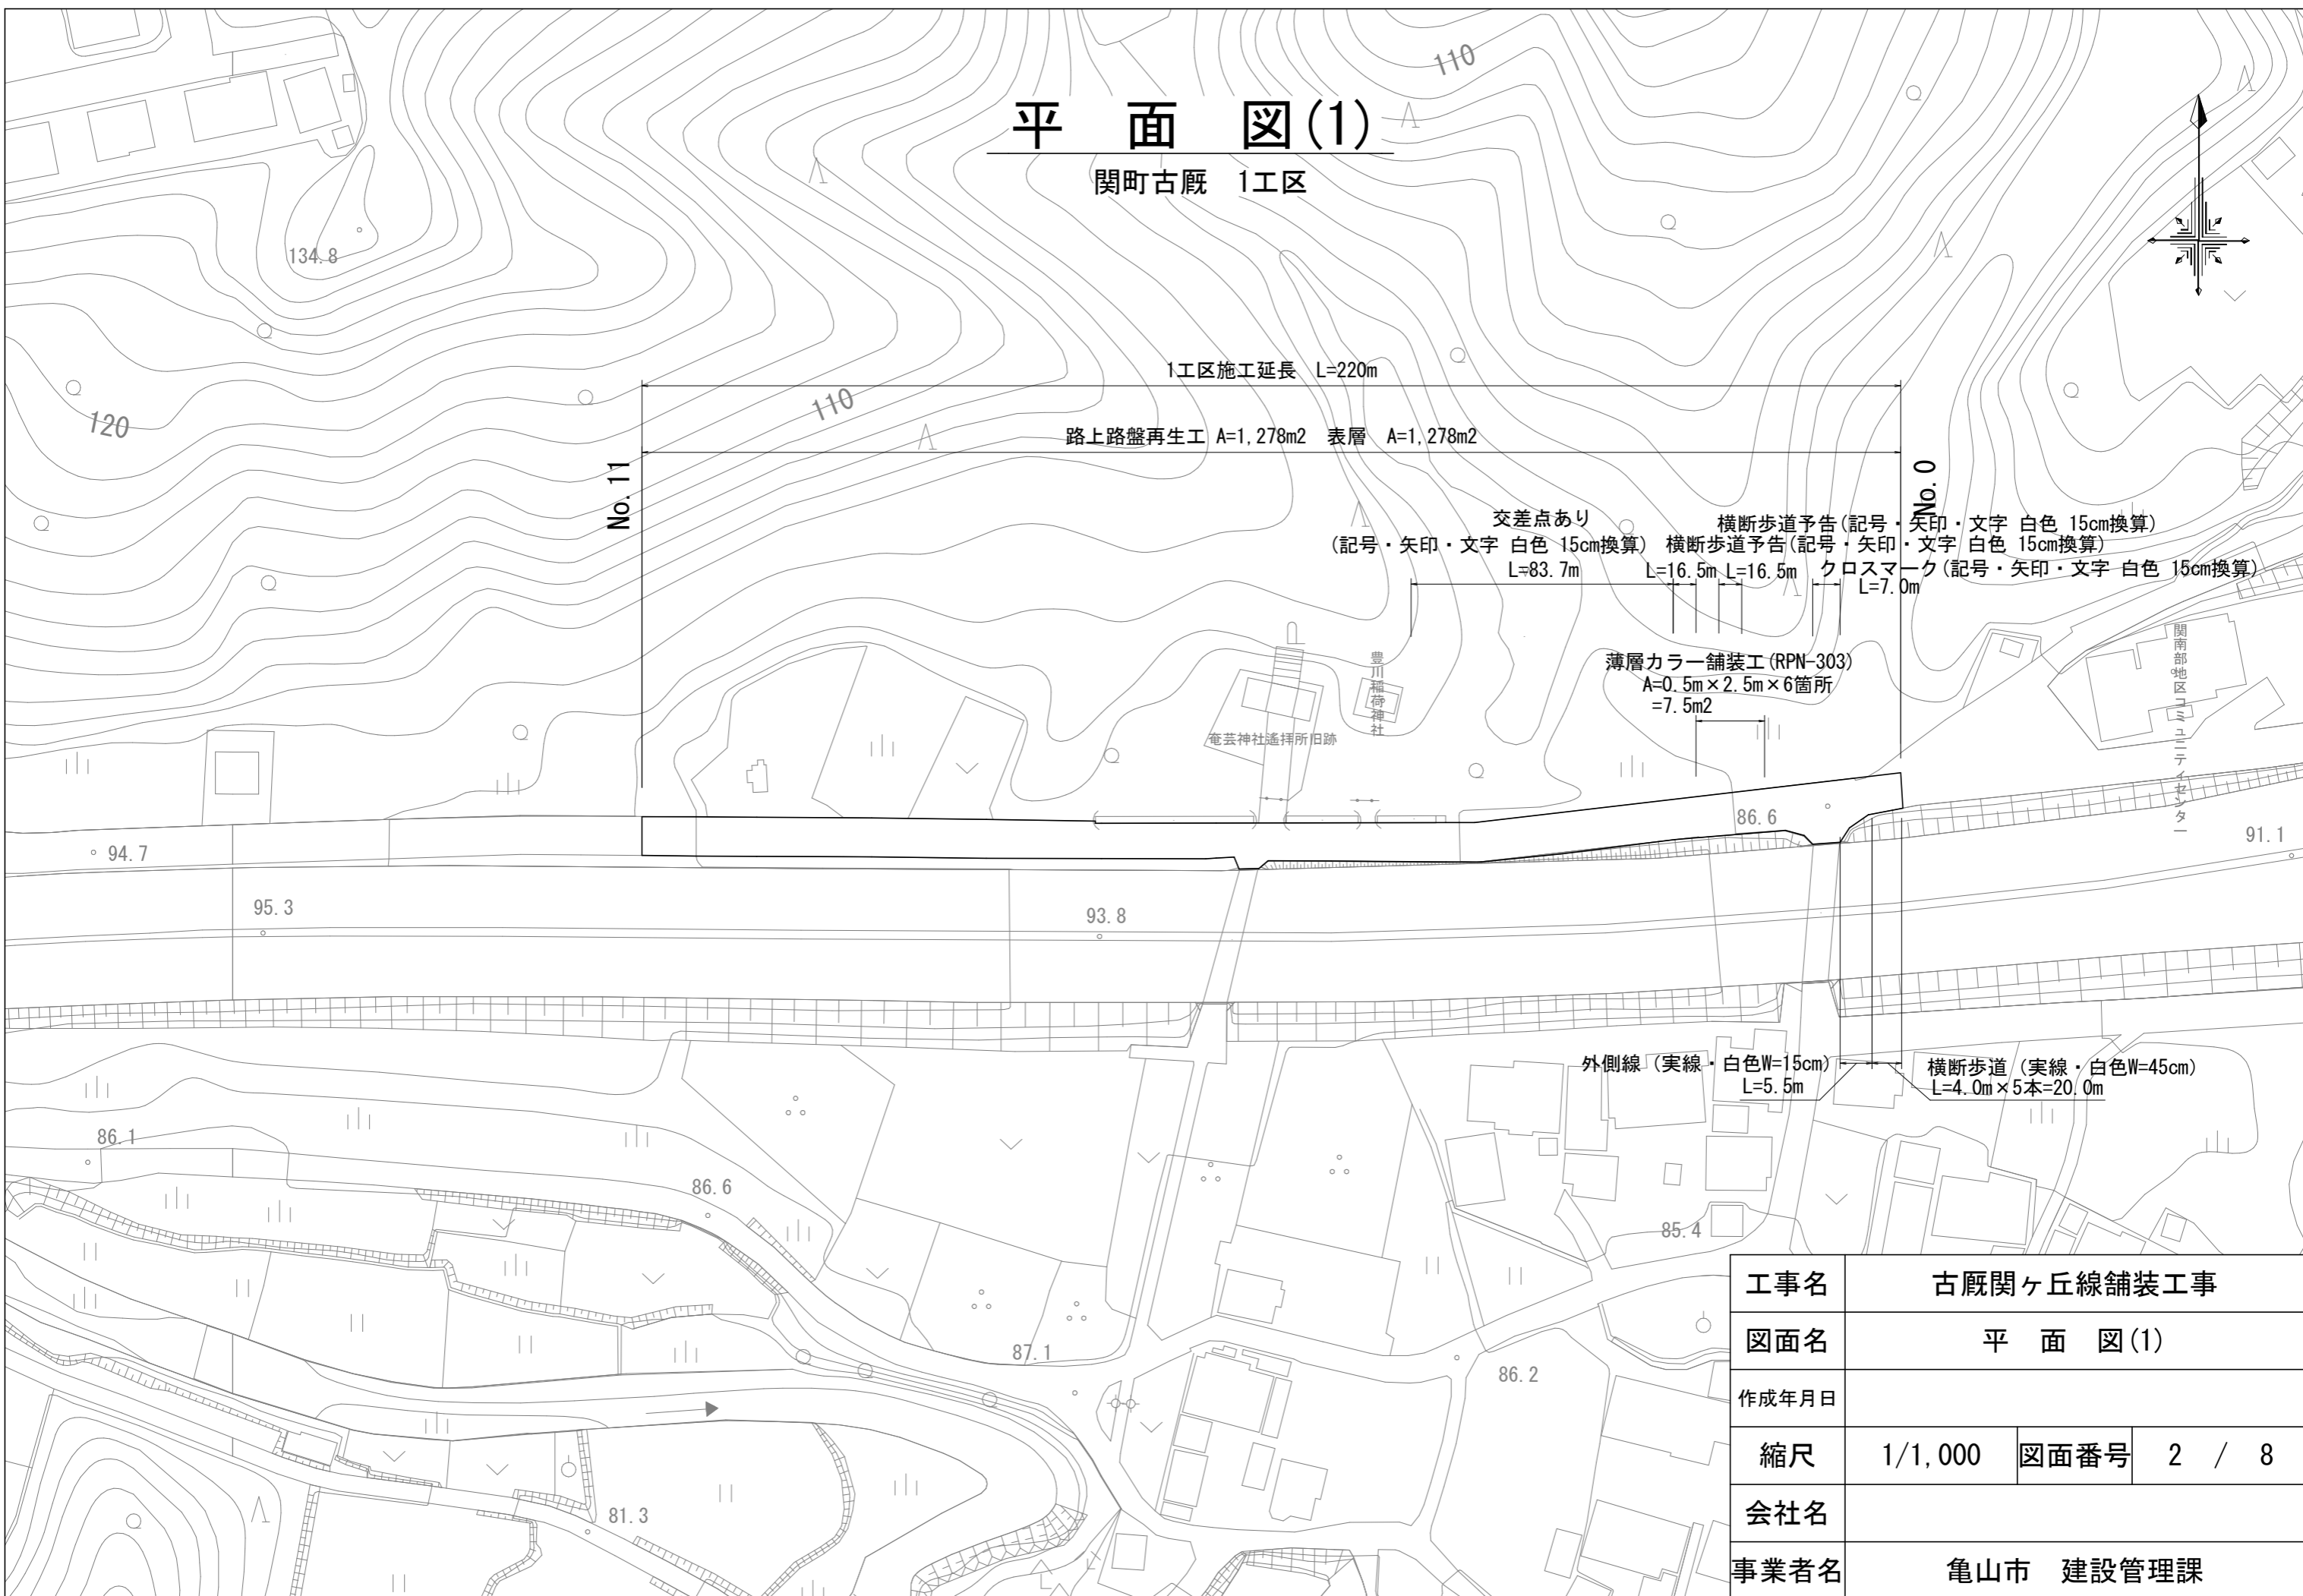 平 面 図(1)
関町古厩 1工区
110
134.8
120
110
1工区施工延長 L=220m
路上路盤再生工 A=1,278m2 表層 A=1,278m2
No.11
No.0
交差点あり
(記号・矢印・文字 白色 15cm換算)
L=83.7m
横断歩道予告(記号・矢印・文字 白色 15cm換算)
横断歩道予告(記号・矢印・文字 白色 15cm換算)
L=16.5m
L=16.5m
クロスマーク(記号・矢印・文字 白色 15cm換算)
L=7.0m
薄層カラー舗装工(RPN-303)
A=0.5m×2.5m×6箇所
=7.5m2
豊川稲荷神社
奄芸神社遙拝所旧跡
関南部地区コミュニティセンター
86.6
94.7
91.1
95.3
93.8
外側線 (実線・白色W=15cm)
L=5.5m
横断歩道 (実線・白色W=45cm)
L=4.0m×5本=20.0m
86.1
86.6
85.4
87.1
86.2
81.3
工事名 古厩関ヶ丘線舗装工事
図面名 平 面 図(1)
作成年月日
縮尺 1/1,000 図面番号 2 / 8
会社名
事業者名 亀山市 建設管理課